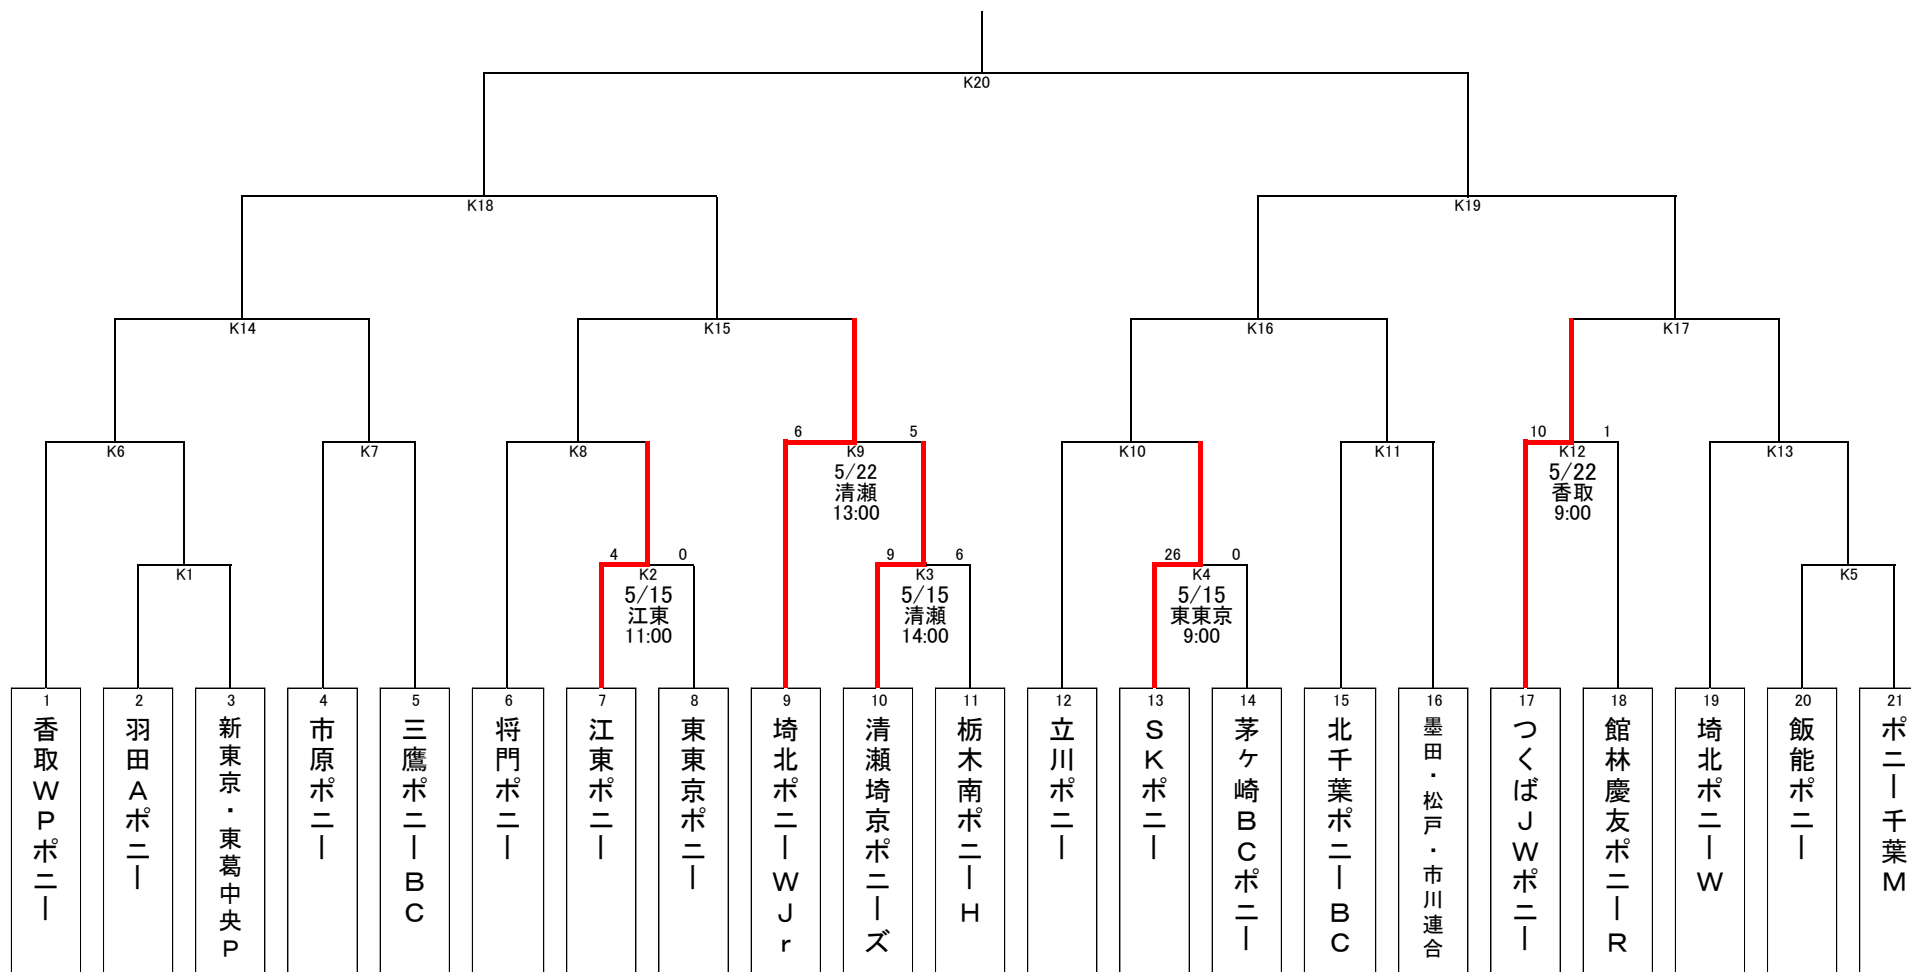 K20
K18
K19
K14
K15
K16
K17
6
5
10
1
K6
K7
K8
K9
K10
K11
K12
K13
5/22
清瀬
13:00
5/22
香取
9:00
4
0
9
6
26
0
K1
K2
K3
K4
K5
5/15
江東
11:00
5/15
清瀬
14:00
5/15
東東京
9:00
1
香取WPポニー
2
羽田Aポニー
3
新東京・東葛中央P
4
市原ポニー
5
三鷹ポニーBC
6
将門ポニー
7
江東ポニー
8
東東京ポニー
9
埼北ポニーWJr
10
清瀬埼京ポニーズ
11
栃木南ポニーH
12
立川ポニー
13
SKポニー
14
茅ヶ崎BCポニー
15
北千葉ポニーBC
16
墨田・松戸・市川連合
17
つくばJWポニー
18
館林慶友ポニーR
19
埼北ポニーW
20
飯能ポニー
21
ポニー千葉M